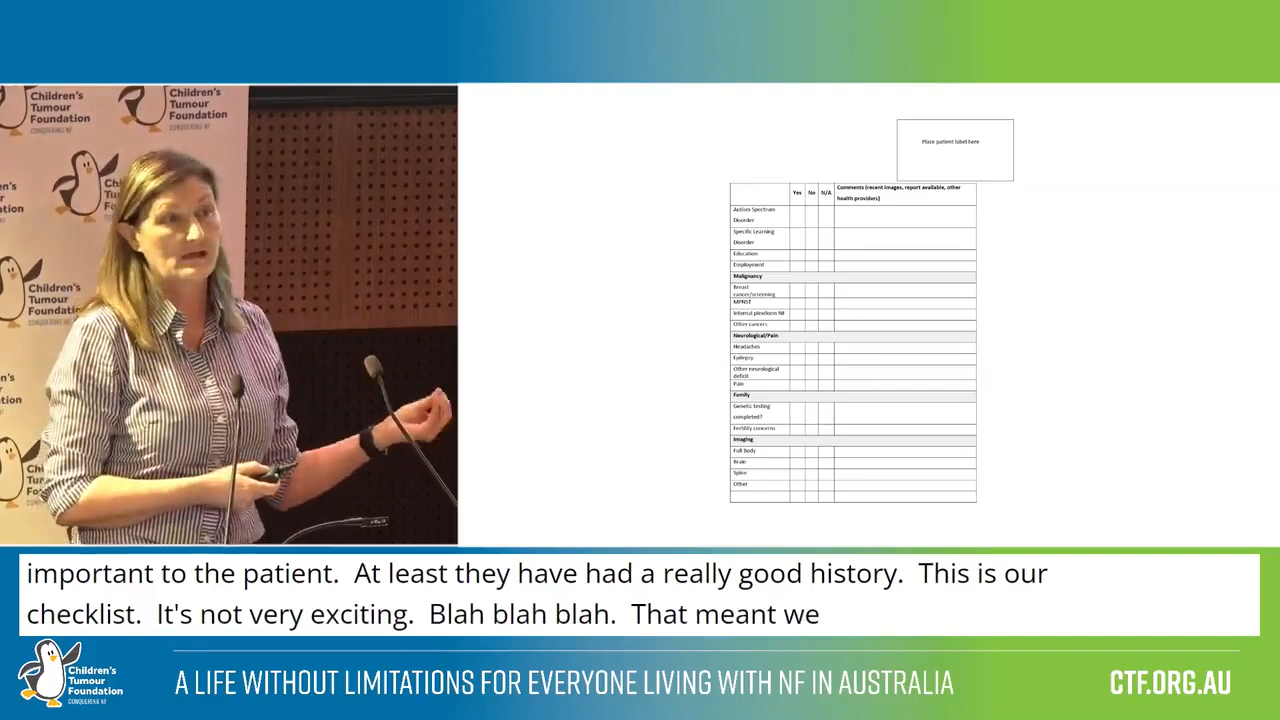 Children's
Tumour
Foundation
CONQUERING NF
Children's
Tumour
Foundation
CONQUERING NF
Place patient label here
Yes No N/A Comments (recent images, report available, other
health providers)
Autism Spectrum
Disorder
Specific Learning
Disorder
Education
Employment
Malignancy
Breast
cancer/screening
MPNST
Internal plexiform NF
Other cancers
Neurological/Pain
Headaches
Epilepsy
Other neurological
deficit
Pain
Family
Genetic testing
completed?
Fertility concerns
Imaging
Full Body
Brain
Spine
Other
important to the patient.  At least they have had a really good history.  This is our
checklist.  It's not very exciting.  Blah blah blah.  That meant we
Children's
Tumour
Foundation
CONQUERING NF
A LIFE WITHOUT LIMITATIONS FOR EVERYONE LIVING WITH NF IN AUSTRALIA
CTF.ORG.AU